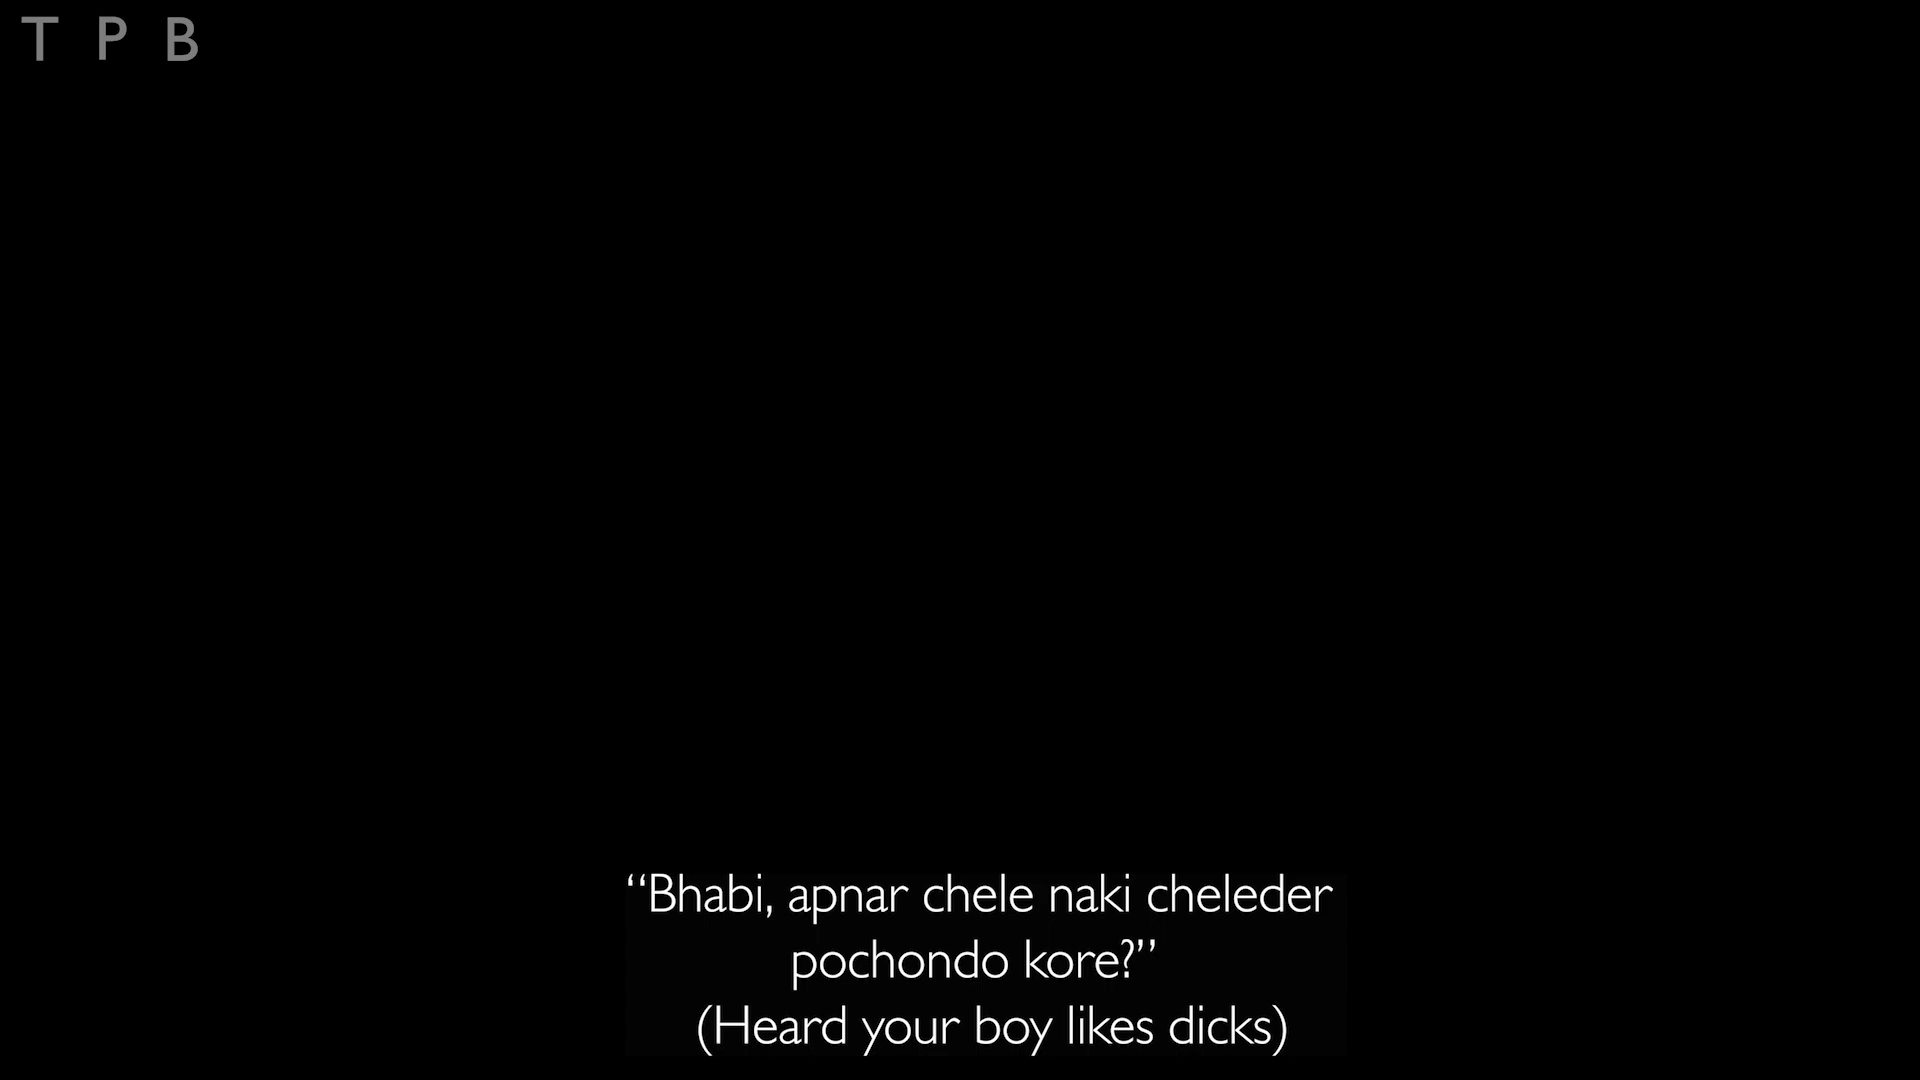 T P B
“Bhabi, apnar chele naki cheleder
pochondo kore?”
(Heard your boy likes dicks)